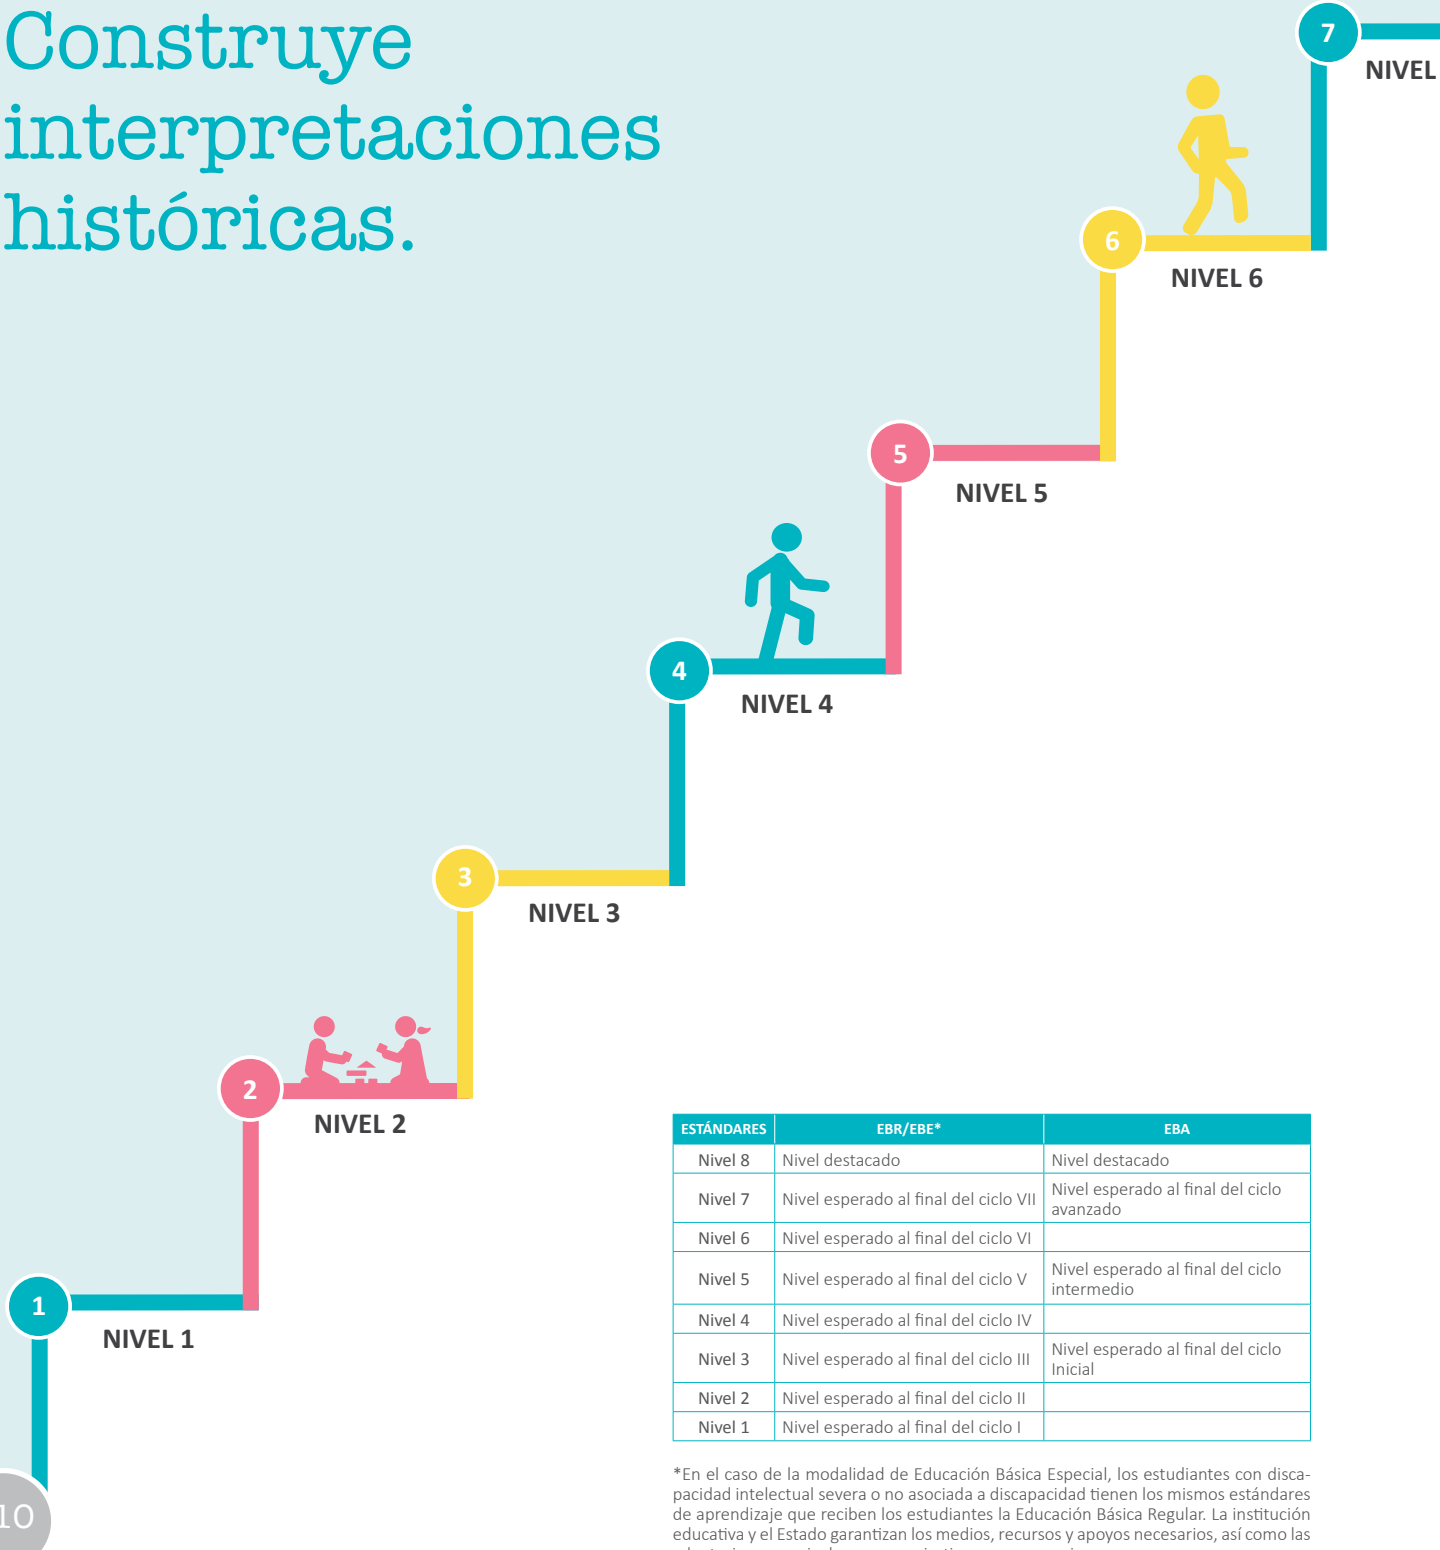 Construye
interpretaciones
históricas.
7
NIVEL
6
NIVEL 6
5
NIVEL 5
4
NIVEL 4
3
NIVEL 3
2
NIVEL 2
1
NIVEL 1
ESTÁNDARES EBR/EBE* EBA
Nivel 8 Nivel destacado Nivel destacado
Nivel 7 Nivel esperado al final del ciclo VII Nivel esperado al final del ciclo
avanzado
Nivel 6 Nivel esperado al final del ciclo VI
Nivel 5 Nivel esperado al final del ciclo V Nivel esperado al final del ciclo
intermedio
Nivel 4 Nivel esperado al final del ciclo IV
Nivel 3 Nivel esperado al final del ciclo III Nivel esperado al final del ciclo
Inicial
Nivel 2 Nivel esperado al final del ciclo II
Nivel 1 Nivel esperado al final del ciclo I
*En el caso de la modalidad de Educación Básica Especial, los estudiantes con disca-
pacidad intelectual severa o no asociada a discapacidad tienen los mismos estándares
de aprendizaje que reciben los estudiantes la Educación Básica Regular. La institución
educativa y el Estado garantizan los medios, recursos y apoyos necesarios, así como las
10